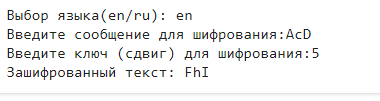 Выбор языка(en/ru): en
Введите сообщение для шифрования:AcD
Введите ключ (сдвиг) для шифрования:5
Зашифрованный текст: FhI